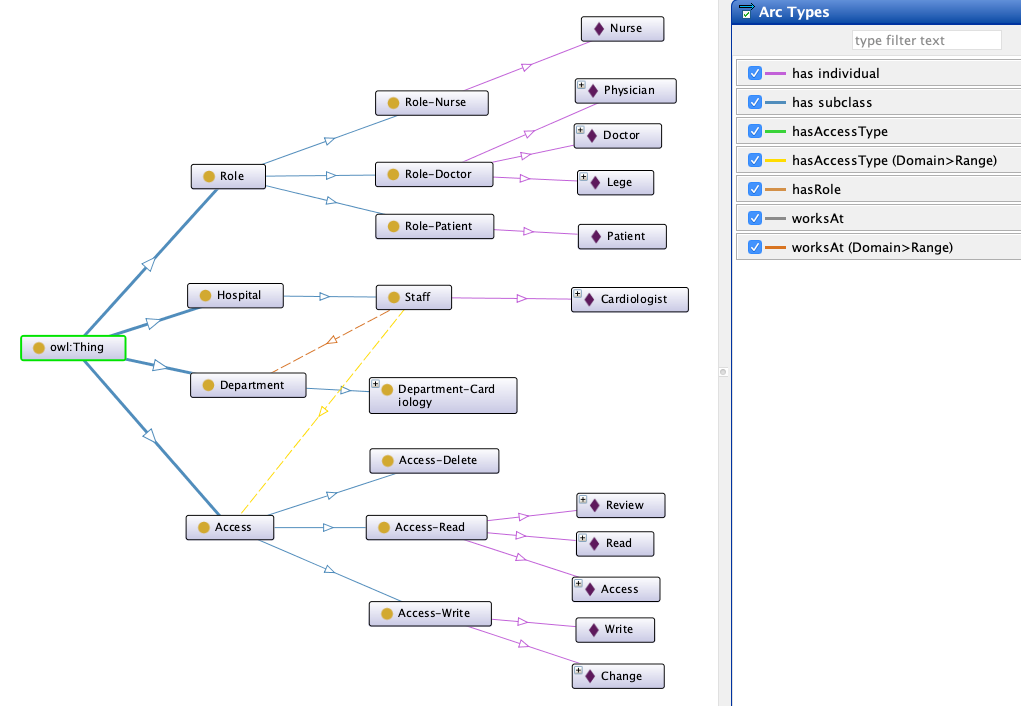 Nurse
Physician
Role-Nurse
Doctor
Role
Role-Doctor
Lege
Role-Patient
Patient
Hospital
Staff
Cardiologist
owl:Thing
Department
Department-Card
iology
Access-Delete
Access
Access-Read
Review
Read
Access
Access-Write
Write
Change
Arc Types
type filter text
has individual
has subclass
hasAccessType
hasAccessType (Domain>Range)
hasRole
worksAt
worksAt (Domain>Range)